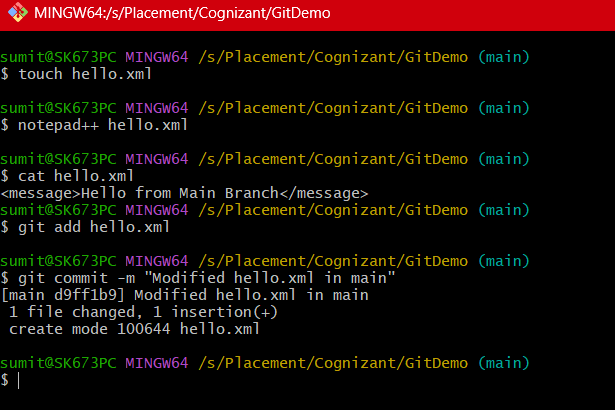 MINGW64:/s/Placement/Cognizant/GitDemo
sumit@SK673PC MINGW64 /s/Placement/Cognizant/GitDemo (main)
$ touch hello.xml
sumit@SK673PC MINGW64 /s/Placement/Cognizant/GitDemo (main)
$ notepad++ hello.xml
sumit@SK673PC MINGW64 /s/Placement/Cognizant/GitDemo (main)
$ cat hello.xml
<message>Hello from Main Branch</message>
sumit@SK673PC MINGW64 /s/Placement/Cognizant/GitDemo (main)
$ git add hello.xml
sumit@SK673PC MINGW64 /s/Placement/Cognizant/GitDemo (main)
$ git commit -m "Modified hello.xml in main"
[main d9ff1b9] Modified hello.xml in main
 1 file changed, 1 insertion(+)
 create mode 100644 hello.xml
sumit@SK673PC MINGW64 /s/Placement/Cognizant/GitDemo (main)
$